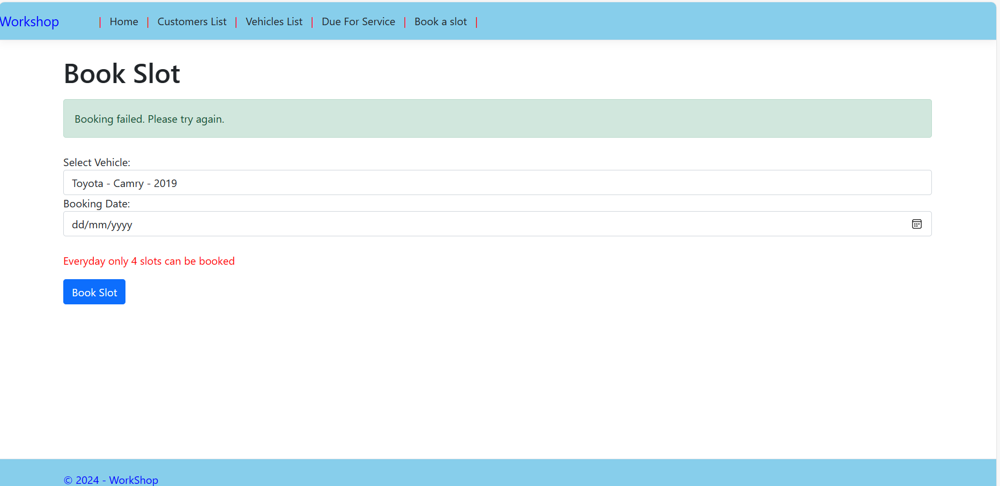 Workshop | Home | Customers List | Vehicles List | Due For Service | Book a slot |
Book Slot
Booking failed. Please try again.
Select Vehicle:
Toyota - Camry - 2019
Booking Date:
dd/mm/yyyy
Everyday only 4 slots can be booked
Book Slot
© 2024 - WorkShop